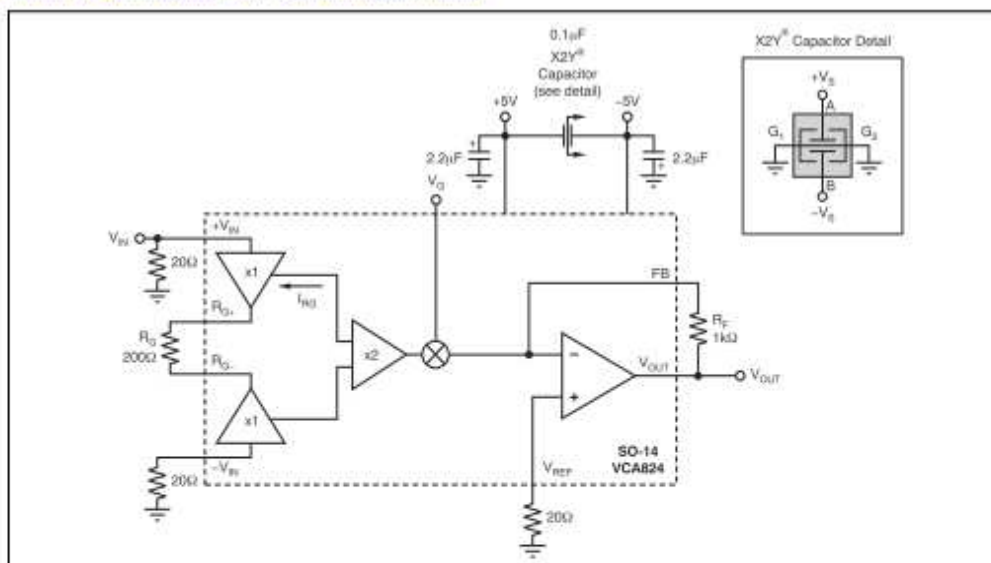 0.1μF
X2Y®
Capacitor
(see detail)
+5V
−5V
2.2μF
2.2μF
X2Y® Capacitor Detail
+VS
A
G1
G2
B
−VS
VG
VIN
+VIN
20Ω
x1
IRG
RG+
RG
200Ω
RG−
x1
x2
−VIN
20Ω
FB
RF
1kΩ
−
+
VOUT
VOUT
SO-14
VCA824
VREF
20Ω